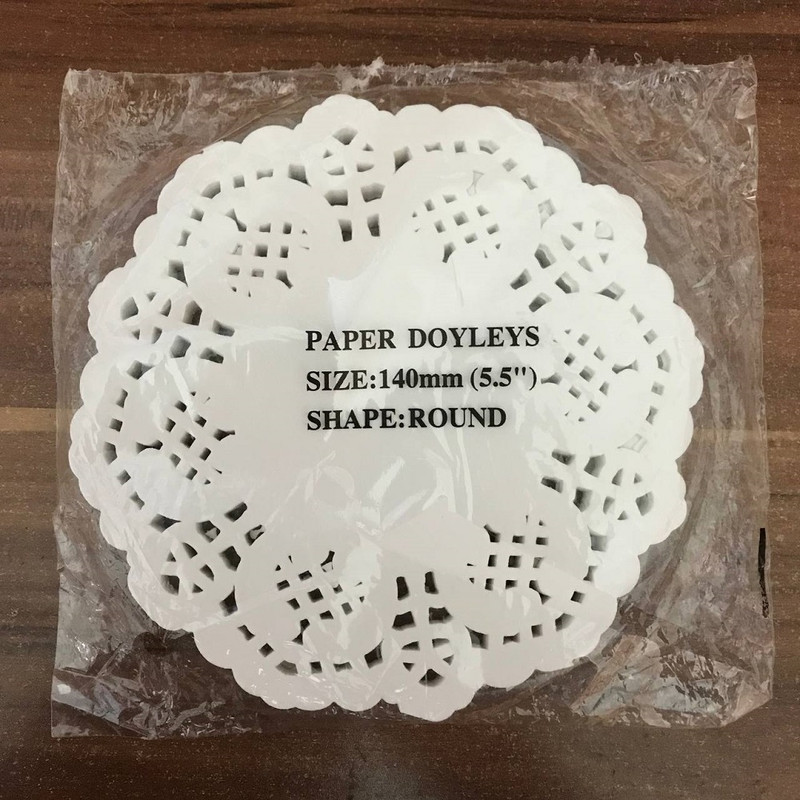 PAPER DOYLEYS
SIZE:140mm (5.5")
SHAPE:ROUND